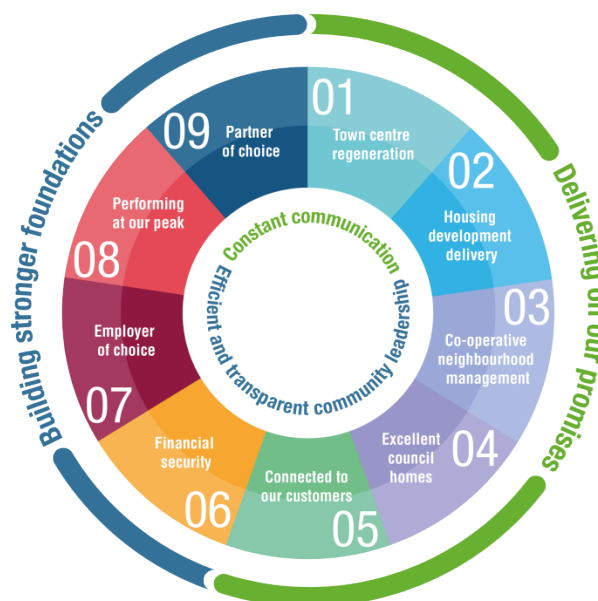 01
Town centre
regeneration
02
Housing
development
delivery
03
Co-operative
neighbourhood
management
04
Excellent
council
homes
05
Connected to
our customers
06
Financial
security
07
Employer
of choice
08
Performing
at our peak
09
Partner
of choice
Constant communication
Efficient and transparent community leadership
Delivering on our promises
Building stronger foundations